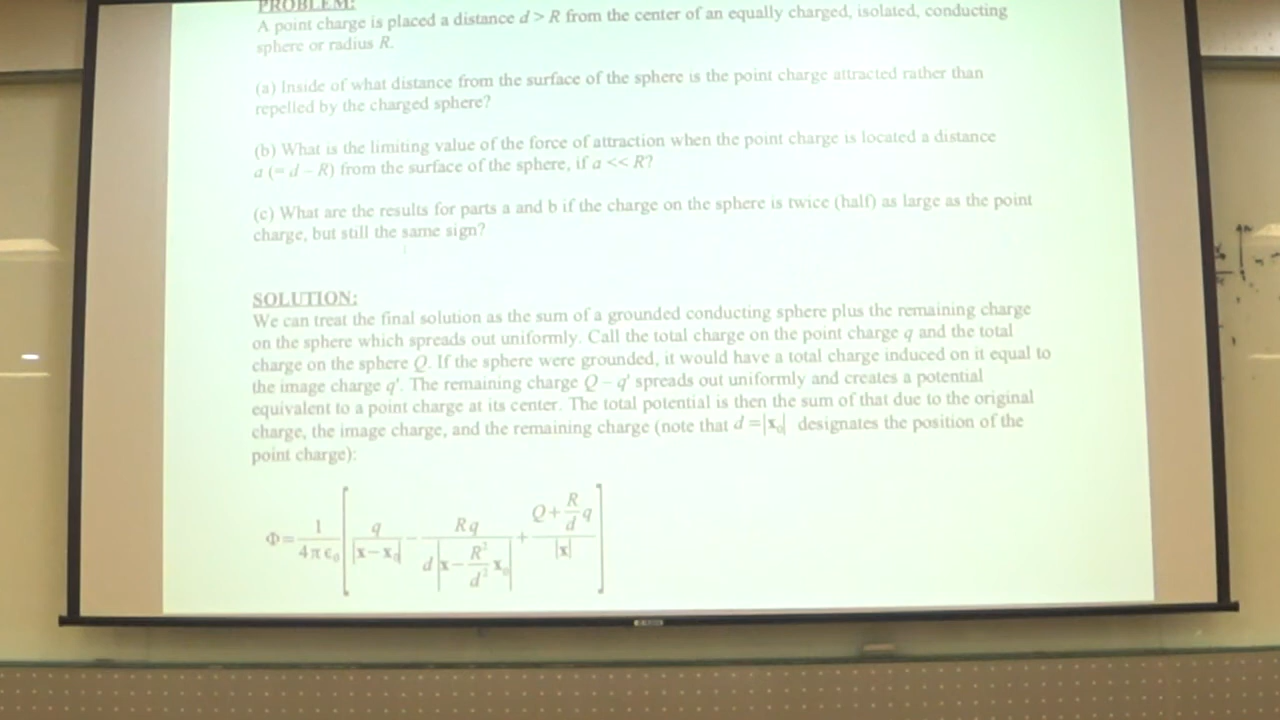 PROBLEM:
A point charge is placed a distance d > R from the center of an equally charged, isolated, conducting
sphere or radius R.
(a) Inside of what distance from the surface of the sphere is the point charge attracted rather than
repelled by the charged sphere?
(b) What is the limiting value of the force of attraction when the point charge is located a distance
a (= d – R) from the surface of the sphere, if a << R?
(c) What are the results for parts a and b if the charge on the sphere is twice (half) as large as the point
charge, but still the same sign?
SOLUTION:
We can treat the final solution as the sum of a grounded conducting sphere plus the remaining charge
on the sphere which spreads out uniformly. Call the total charge on the point charge q and the total
charge on the sphere Q. If the sphere were grounded, it would have a total charge induced on it equal to
the image charge q'. The remaining charge Q – q' spreads out uniformly and creates a potential
equivalent to a point charge at its center. The total potential is then the sum of that due to the original
charge, the image charge, and the remaining charge (note that d = |x₀| designates the position of the
point charge):
Φ = 1/(4πϵ₀) [ q/|x−x₀| − Rq/(d|x−(R²/d²)x₀|) + (Q+(R/d)q)/|x| ]